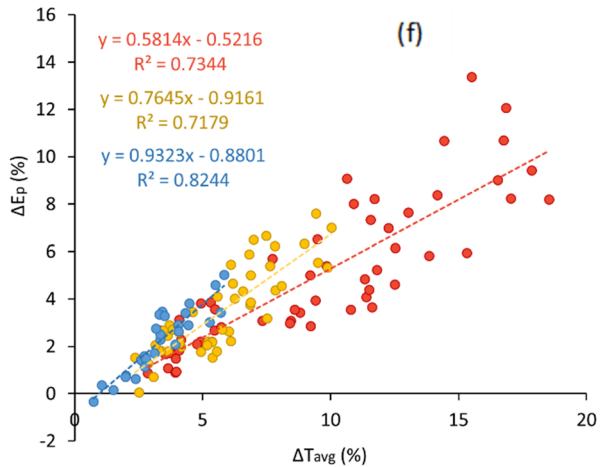 (f)
y = 0.5814x - 0.5216
R² = 0.7344
y = 0.7645x - 0.9161
R² = 0.7179
y = 0.9323x - 0.8801
R² = 0.8244
16
14
12
10
8
6
4
2
0
-2
ΔEp (%)
0 5 10 15 20
ΔTavg (%)